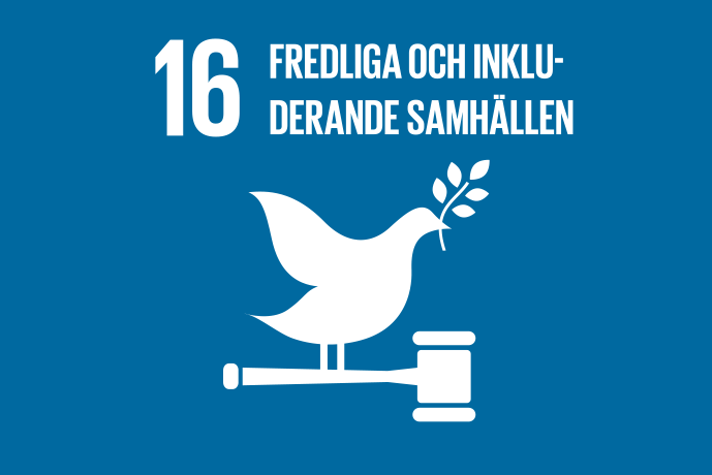 16 FREDLIGA OCH INKLU-
DERANDE SAMHÄLLEN